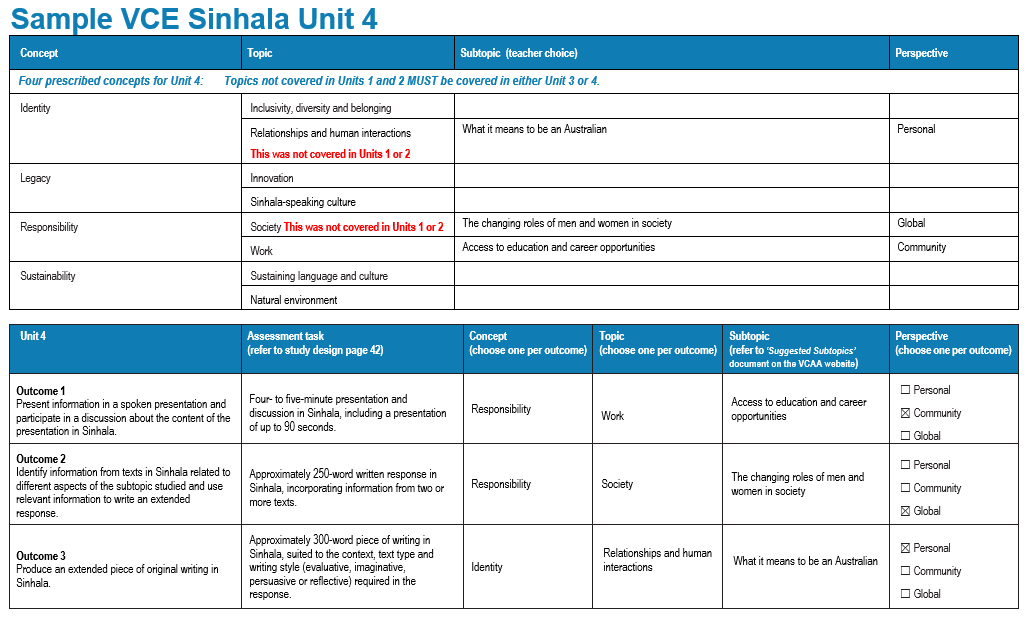 Sample VCE Sinhala Unit 4
Concept Topic Subtopic (teacher choice) Perspective
Four prescribed concepts for Unit 4: Topics not covered in Units 1 and 2 MUST be covered in either Unit 3 or 4.
Identity Inclusivity, diversity and belonging
Relationships and human interactions What it means to be an Australian Personal
This was not covered in Units 1 or 2
Legacy Innovation
Sinhala-speaking culture
Responsibility Society This was not covered in Units 1 or 2 The changing roles of men and women in society Global
Work Access to education and career opportunities Community
Sustainability Sustaining language and culture
Natural environment
Unit 4
Assessment task
(refer to study design page 42)
Concept
(choose one per outcome)
Topic
(choose one per outcome)
Subtopic
(refer to 'Suggested Subtopics'
document on the VCAA website)
Perspective
(choose one per outcome)
Outcome 1
Present information in a spoken presentation and
participate in a discussion about the content of the
presentation in Sinhala.
Four- to five-minute presentation and
discussion in Sinhala, including a presentation
of up to 90 seconds.
Responsibility
Work
Access to education and career
opportunities
☐ Personal
☒ Community
☐ Global
Outcome 2
Identify information from texts in Sinhala related to
different aspects of the subtopic studied and use
relevant information to write an extended
response.
Approximately 250-word written response in
Sinhala, incorporating information from two or
more texts.
Responsibility
Society
The changing roles of men and
women in society
☐ Personal
☐ Community
☒ Global
Outcome 3
Produce an extended piece of original writing in
Sinhala.
Approximately 300-word piece of writing in
Sinhala, suited to the context, text type and
writing style (evaluative, imaginative,
persuasive or reflective) required in the
response.
Identity
Relationships and human
interactions
What it means to be an Australian
☒ Personal
☐ Community
☐ Global